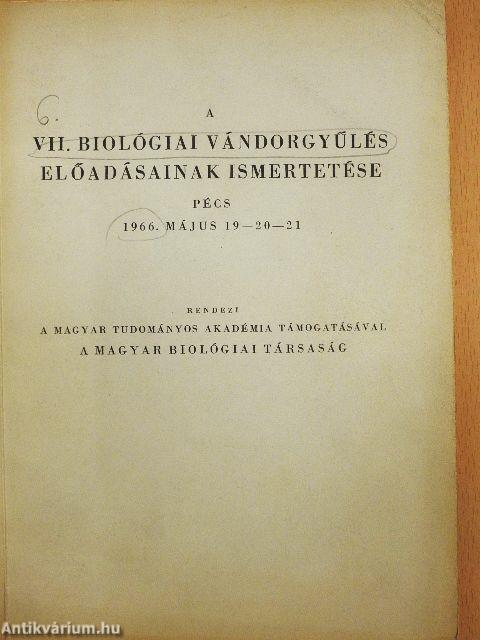 6.
A
VII. BIOLÓGIAI VÁNDORGYŰLÉS
ELŐADÁSAINAK ISMERTETÉSE
PÉCS
1966. MÁJUS 19—20—21
RENDEZI
A MAGYAR TUDOMÁNYOS AKADÉMIA TÁMOGATÁSÁVAL
A MAGYAR BIOLÓGIAI TÁRSASÁG
Antikvárium.hu